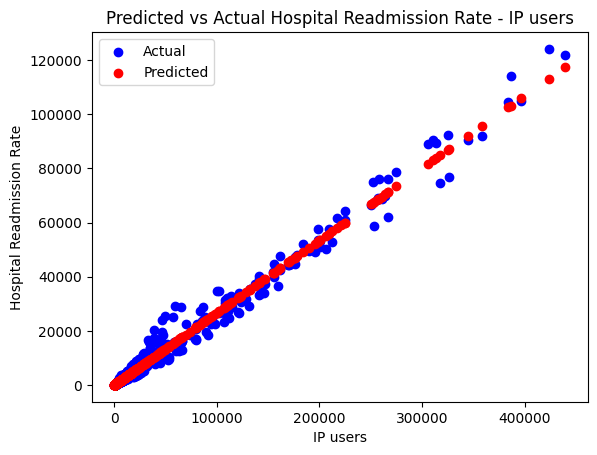 Predicted vs Actual Hospital Readmission Rate - IP users
Actual
Predicted
Hospital Readmission Rate
120000
100000
80000
60000
40000
20000
0
0
100000
200000
300000
400000
IP users